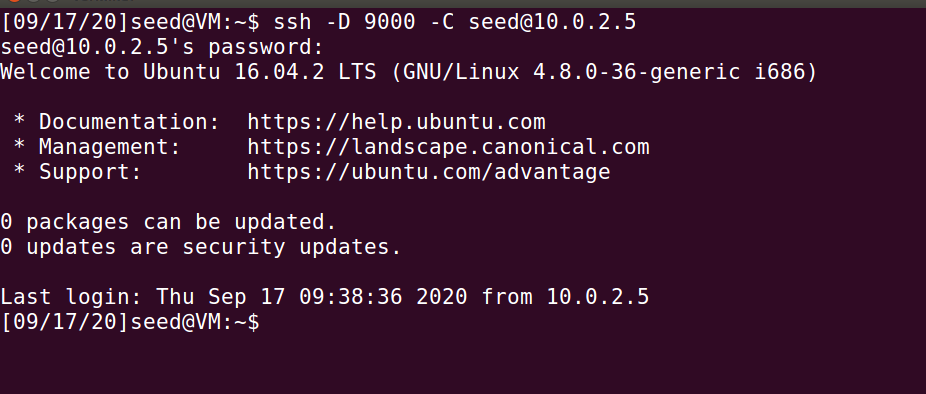 [09/17/20]seed@VM:~$ ssh -D 9000 -C seed@10.0.2.5
seed@10.0.2.5's password:
Welcome to Ubuntu 16.04.2 LTS (GNU/Linux 4.8.0-36-generic i686)
* Documentation:  https://help.ubuntu.com
* Management:     https://landscape.canonical.com
* Support:        https://ubuntu.com/advantage
0 packages can be updated.
0 updates are security updates.
Last login: Thu Sep 17 09:38:36 2020 from 10.0.2.5
[09/17/20]seed@VM:~$